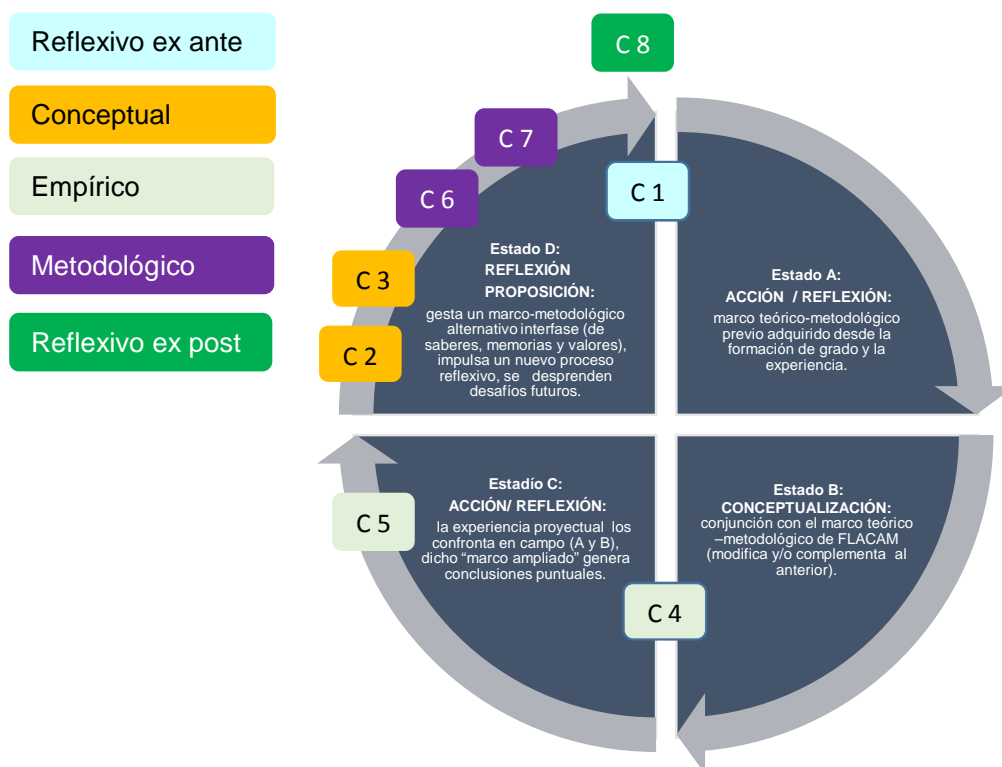 Reflexivo ex ante
Conceptual
Empírico
Metodológico
Reflexivo ex post
C 8
C 7
C 6
C 3
C 2
C 1
Estado D:
REFLEXIÓN
PROPOSICIÓN:
gesta un marco-metodológico
alternativo interfase (de
saberes, memorias y valores),
impulsa un nuevo proceso
reflexivo, se desprenden
desafíos futuros.
Estado A:
ACCIÓN / REFLEXIÓN:
marco teórico-metodológico
previo adquirido desde la
formación de grado y la
experiencia.
C 5
Estadío C:
ACCIÓN/ REFLEXIÓN:
la experiencia proyectual los
confronta en campo (A y B),
dicho “marco ampliado” genera
conclusiones puntuales.
Estado B:
CONCEPTUALIZACIÓN:
conjunción con el marco teórico
–metodológico de FLACAM
(modifica y/o complementa al
anterior).
C 4